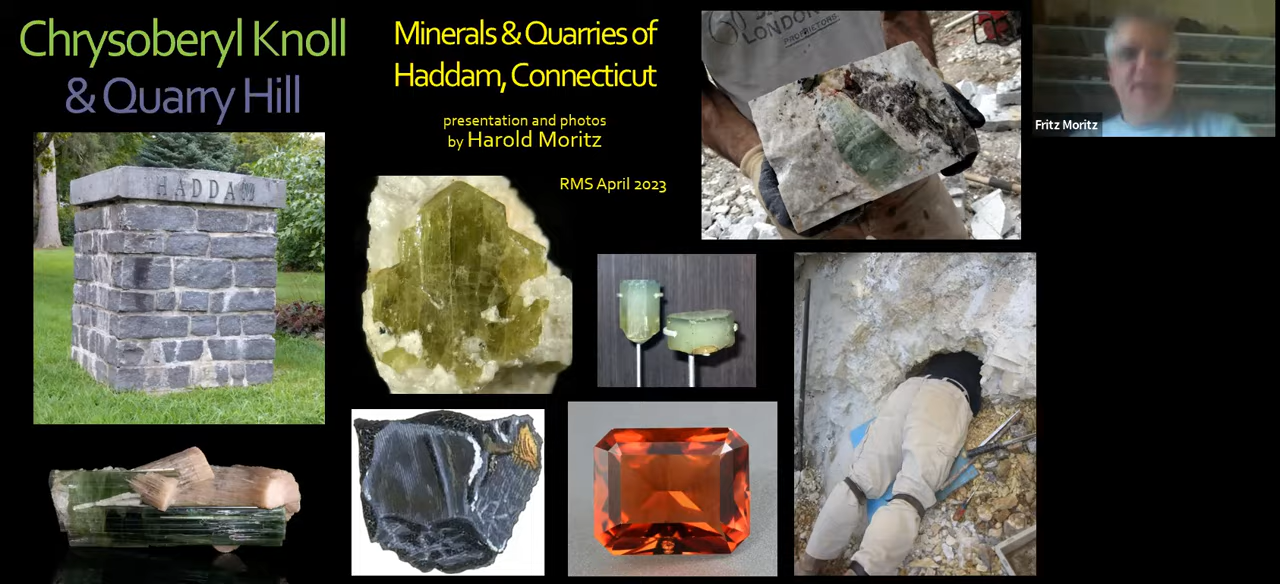 Chrysoberyl Knoll
& Quarry Hill
Minerals & Quarries of
Haddam, Connecticut
presentation and photos
by Harold Moritz
RMS April 2023
HADDAM
LONDON
PROPRIETORS
Fritz Moritz